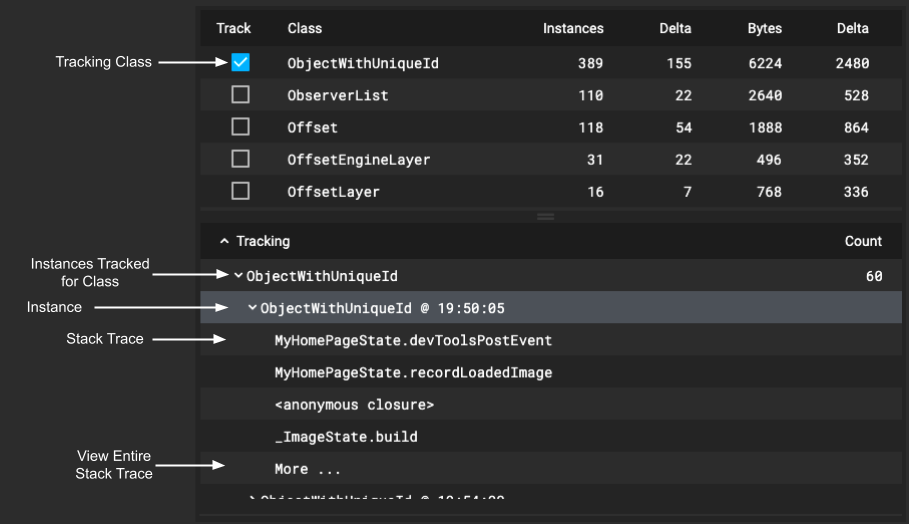 Track Class Instances Delta Bytes Delta
Tracking Class ObjectWithUniqueId 389 155 6224 2480
ObserverList 110 22 2640 528
Offset 118 54 1888 864
OffsetEngineLayer 31 22 496 352
OffsetLayer 16 7 768 336
Tracking Count
Instances Tracked
for Class
ObjectWithUniqueId 60
Instance ObjectWithUniqueId @ 19:50:05
Stack Trace MyHomePageState.devToolsPostEvent
MyHomePageState.recordLoadedImage
<anonymous closure>
_ImageState.build
View Entire
Stack Trace
More ...
ObjectWithUniqueId @